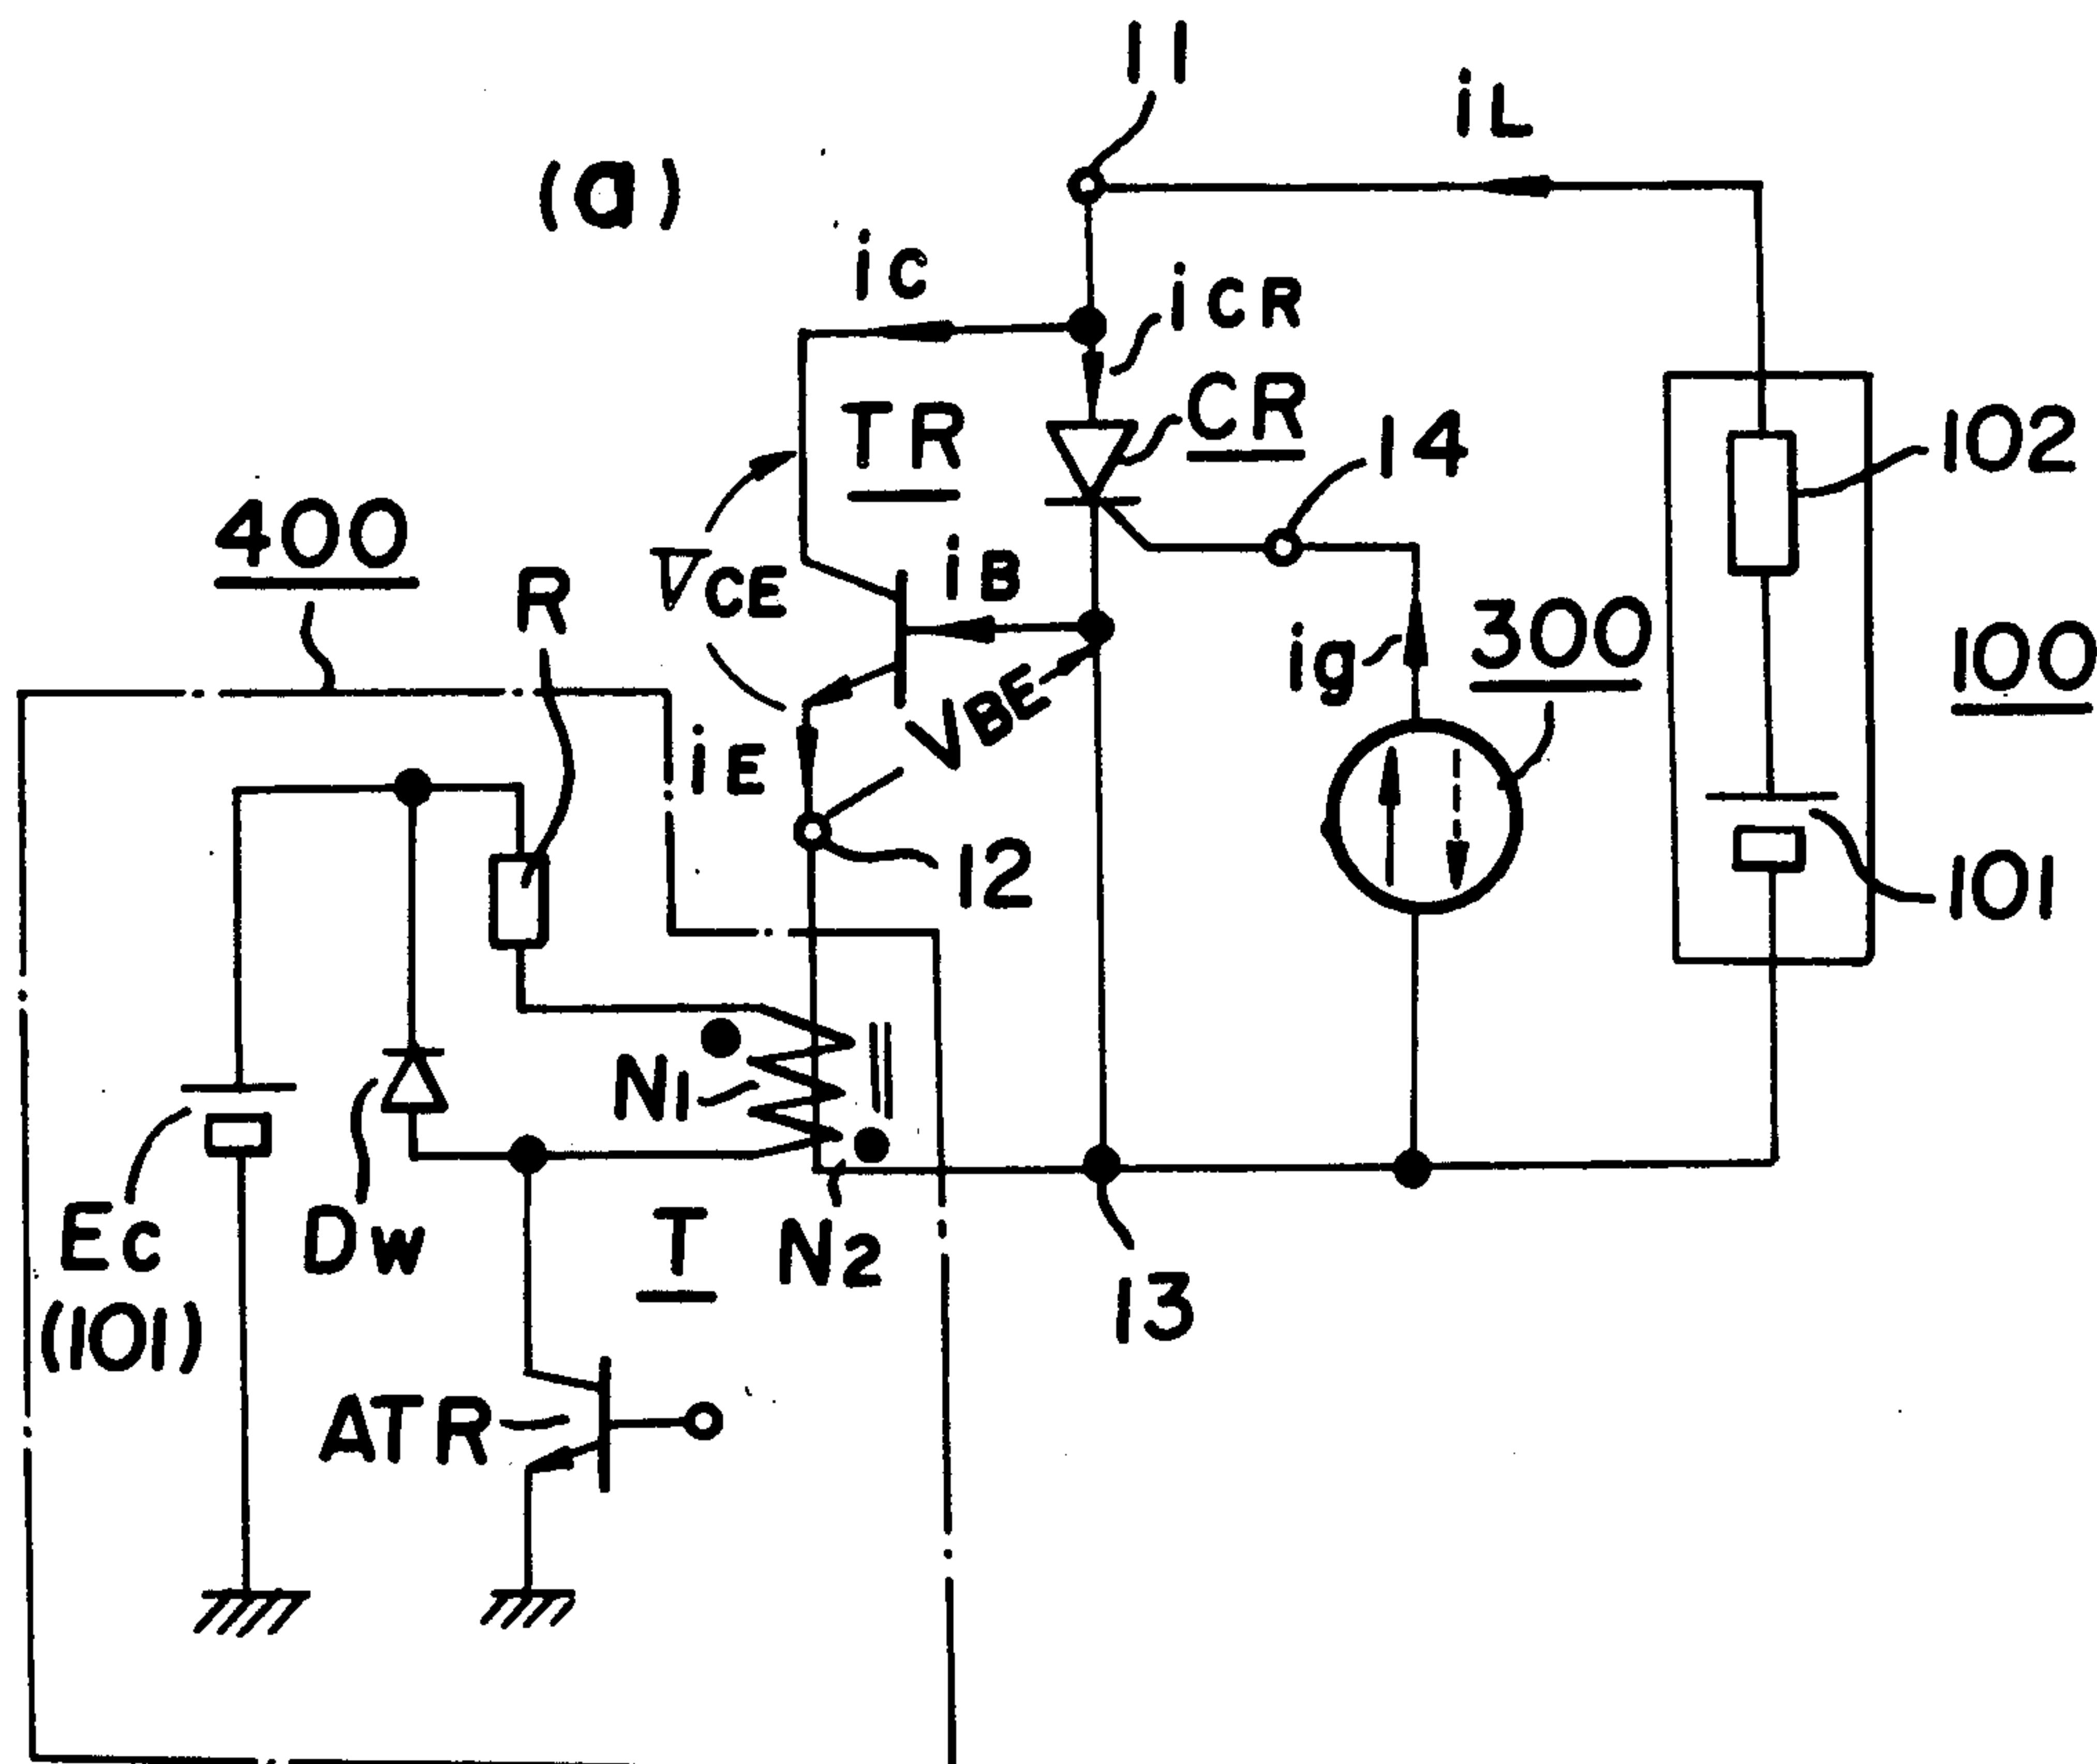 11
iL
(a)
iC
iCR
TR
CR
14
102
400
R
VCE
iB
ig
300
100
VBE
iE
12
101
N1
EC
(101)
DW
T
N2
13
ATR